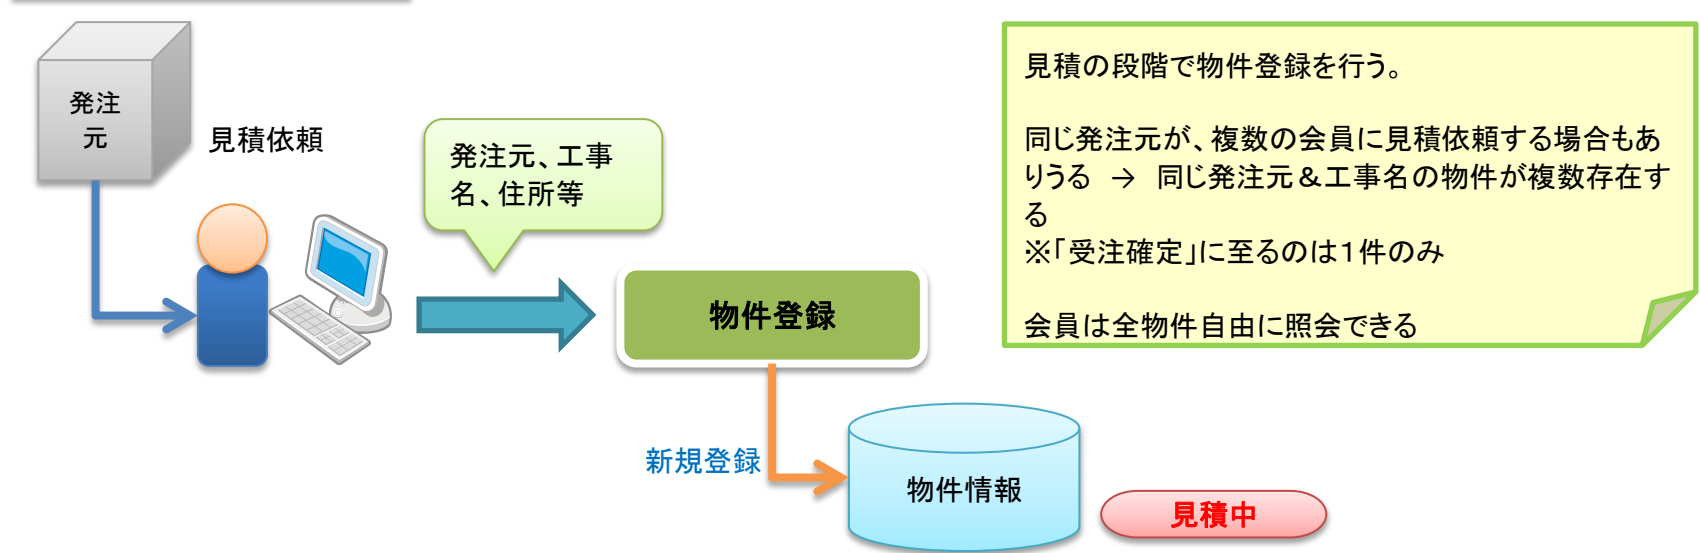 発注
元
見積依頼
発注元、工事
名、住所等
物件登録
新規登録
物件情報
見積中
見積の段階で物件登録を行う。
同じ発注元が、複数の会員に見積依頼する場合もあ
りうる → 同じ発注元＆工事名の物件が複数存在す
る
※「受注確定」に至るのは１件のみ
会員は全物件自由に照会できる